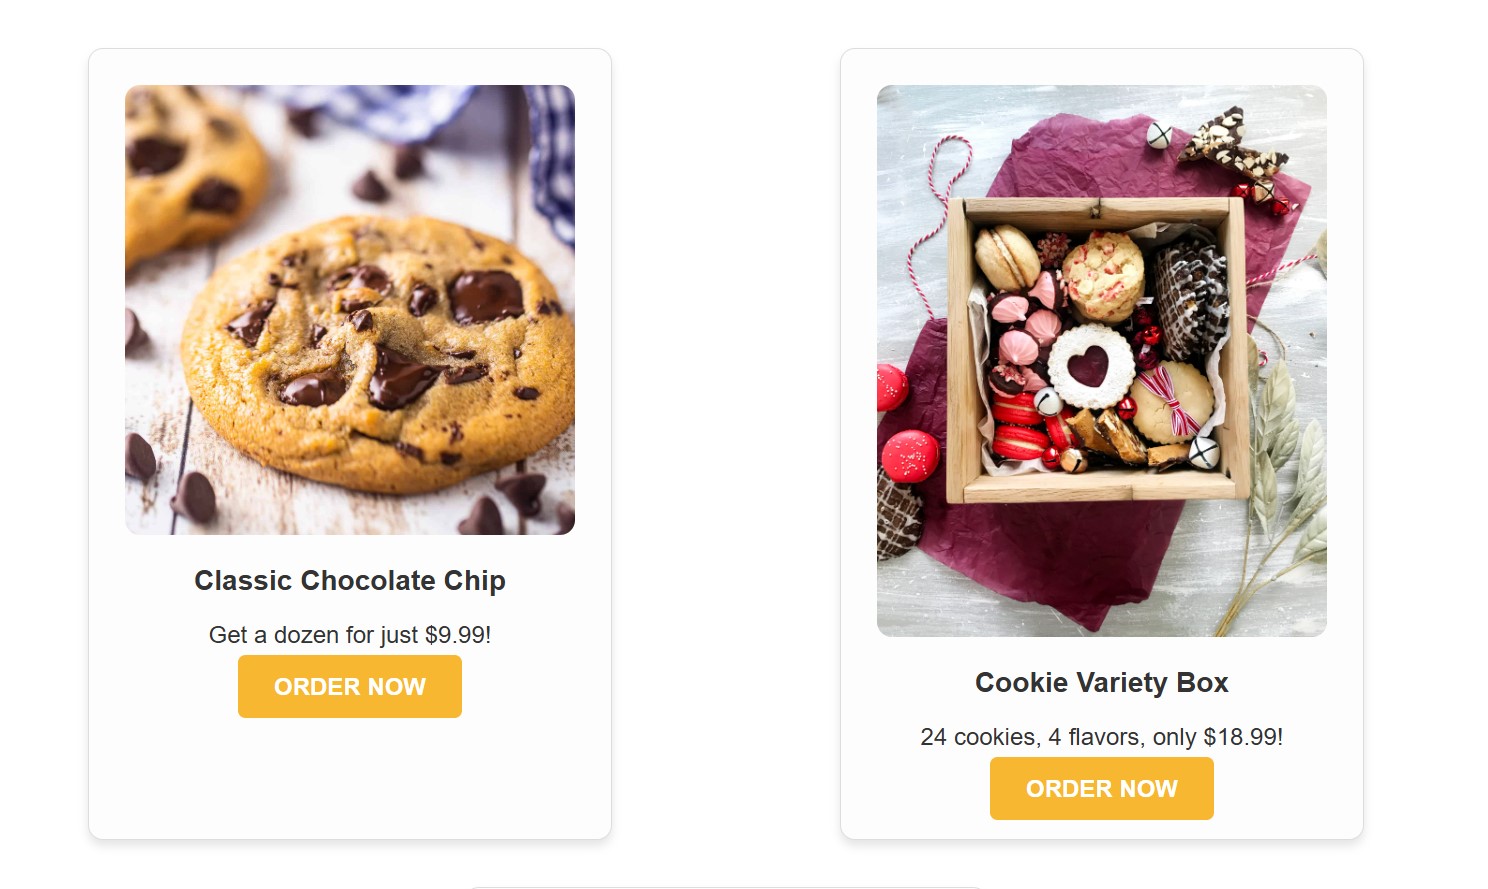 Classic Chocolate Chip
Get a dozen for just $9.99!
ORDER NOW
Cookie Variety Box
24 cookies, 4 flavors, only $18.99!
ORDER NOW